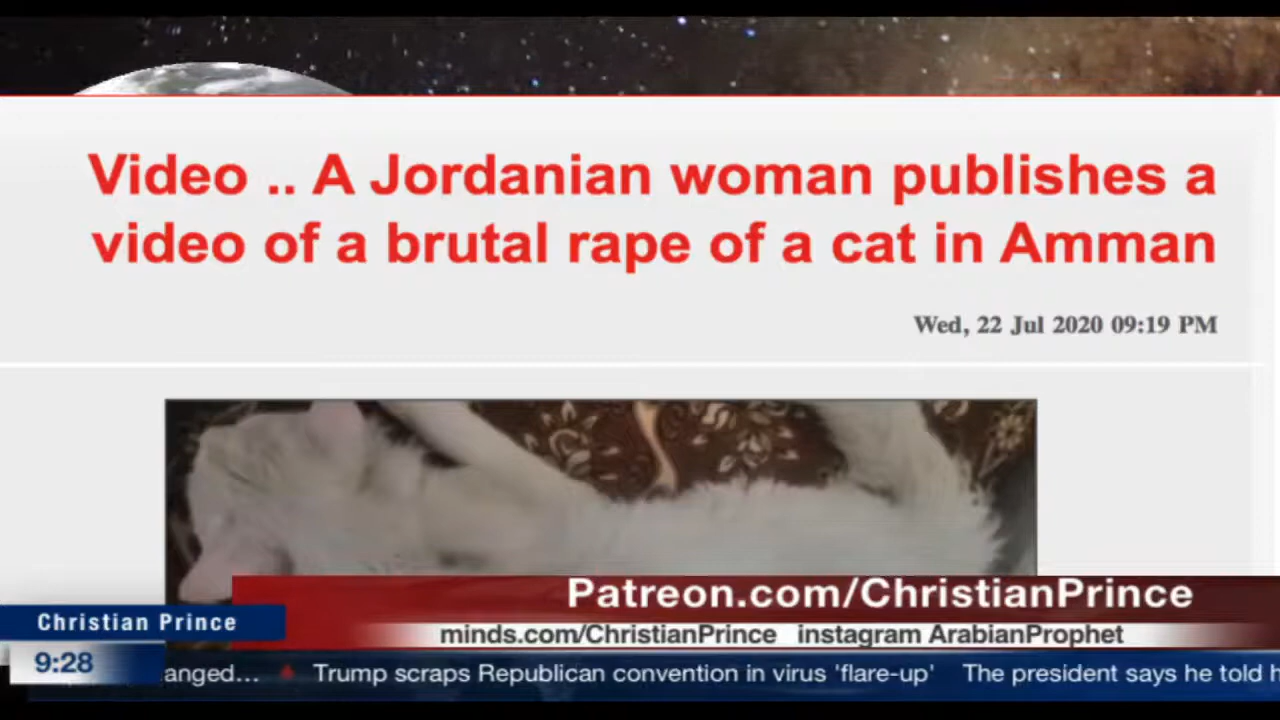 Video .. A Jordanian woman publishes a
video of a brutal rape of a cat in Amman
Wed, 22 Jul 2020 09:19 PM
Patreon.com/ChristianPrince
Christian Prince
minds.com/ChristianPrince instagram ArabianProphet
9:28
anged... Trump scraps Republican convention in virus 'flare-up' The president says he told